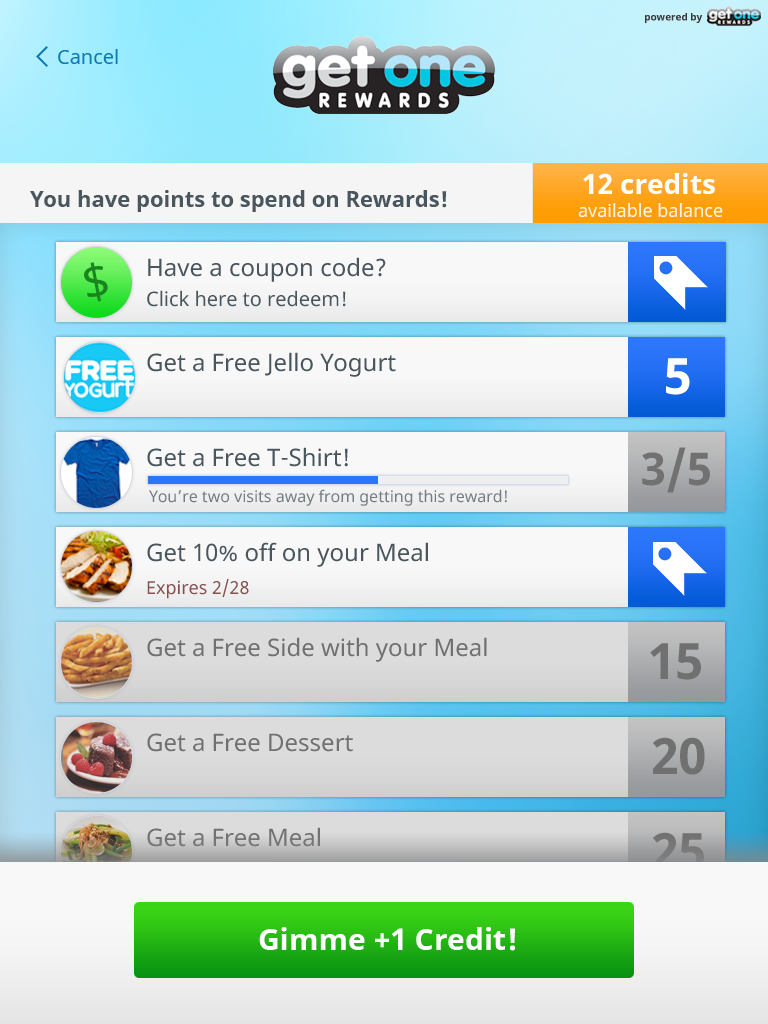 powered by get one REWARDS
Cancel
get one
REWARDS
You have points to spend on Rewards!
12 credits
available balance
$
Have a coupon code?
Click here to redeem!
FREE
YOGURT
Get a Free Jello Yogurt
5
Get a Free T-Shirt!
3/5
You're two visits away from getting this reward!
Get 10% off on your Meal
Expires 2/28
Get a Free Side with your Meal
15
Get a Free Dessert
20
Get a Free Meal
25
Gimme +1 Credit!